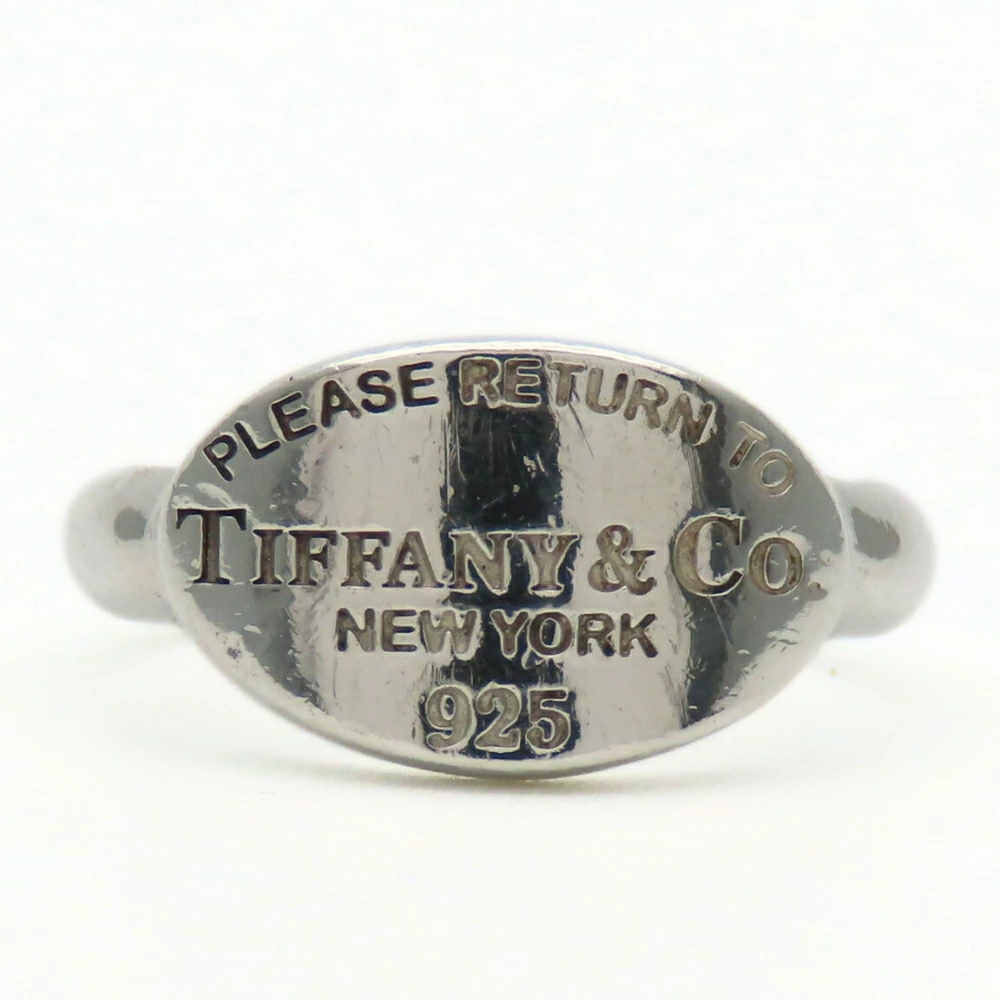 PLEASE RETURN TO
TIFFANY & CO.
NEW YORK
925